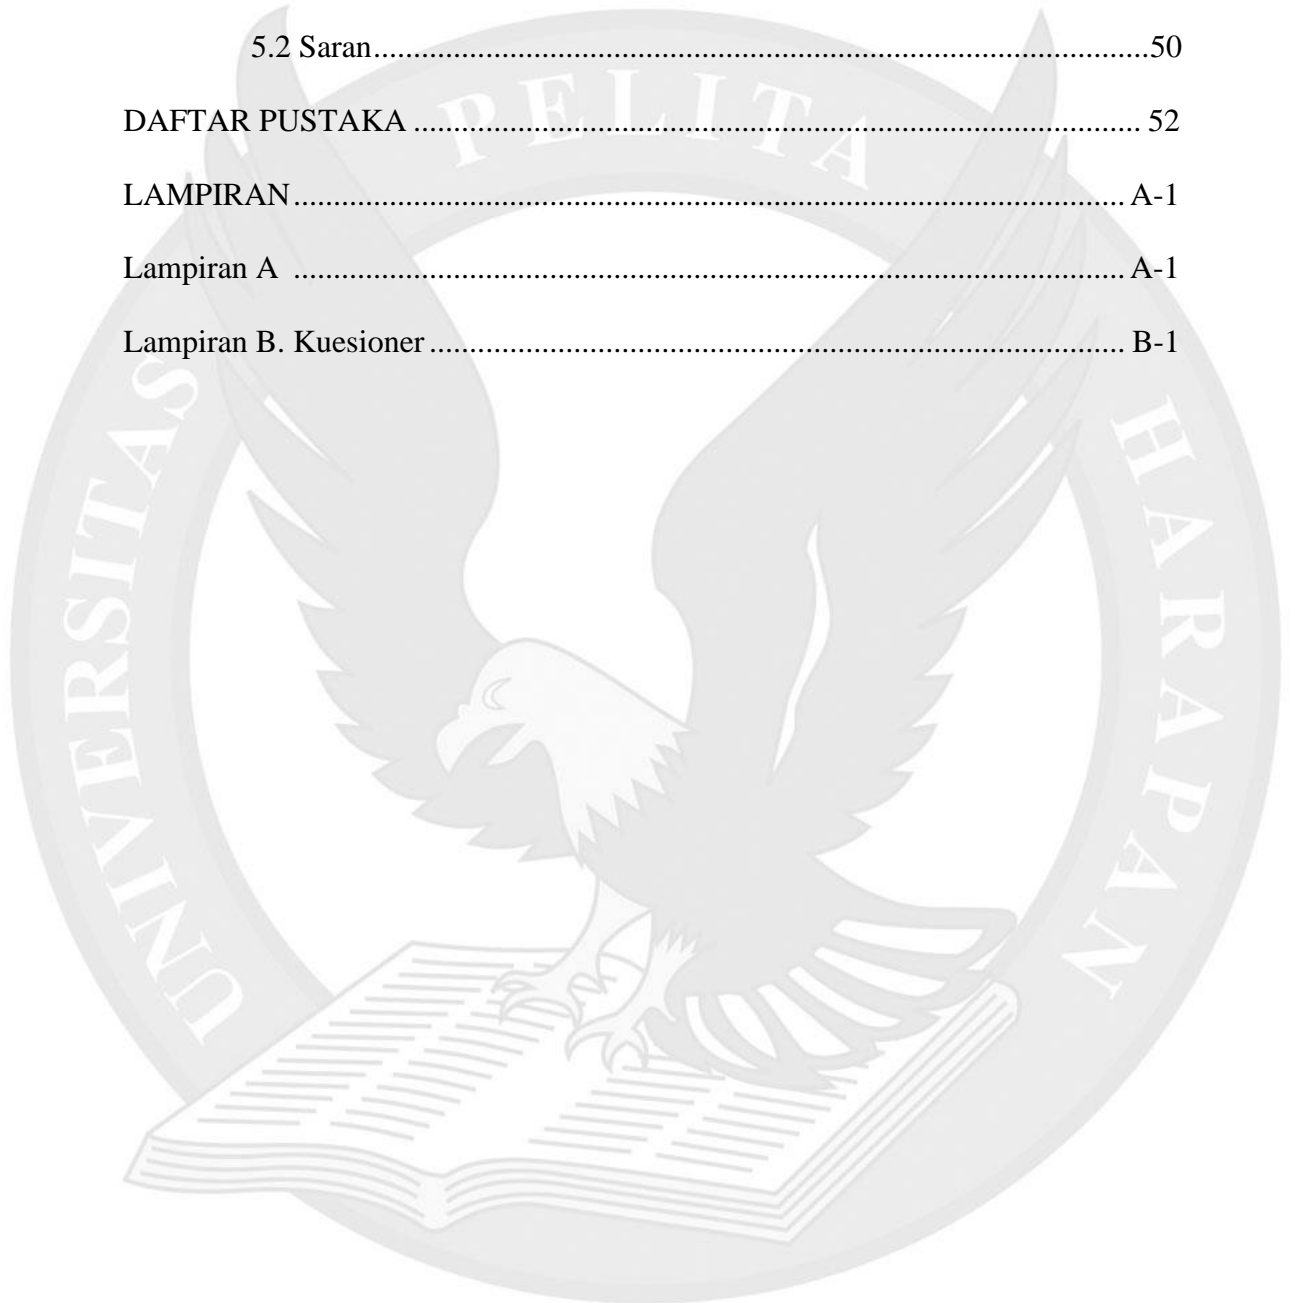 5.2 Saran.................................................................................................50
DAFTAR PUSTAKA ........................................................................................... 52
LAMPIRAN........................................................................................................ A-1
Lampiran A ........................................................................................................ A-1
Lampiran B. Kuesioner ....................................................................................... B-1
UNIVERSITAS PELITA HARAPAN